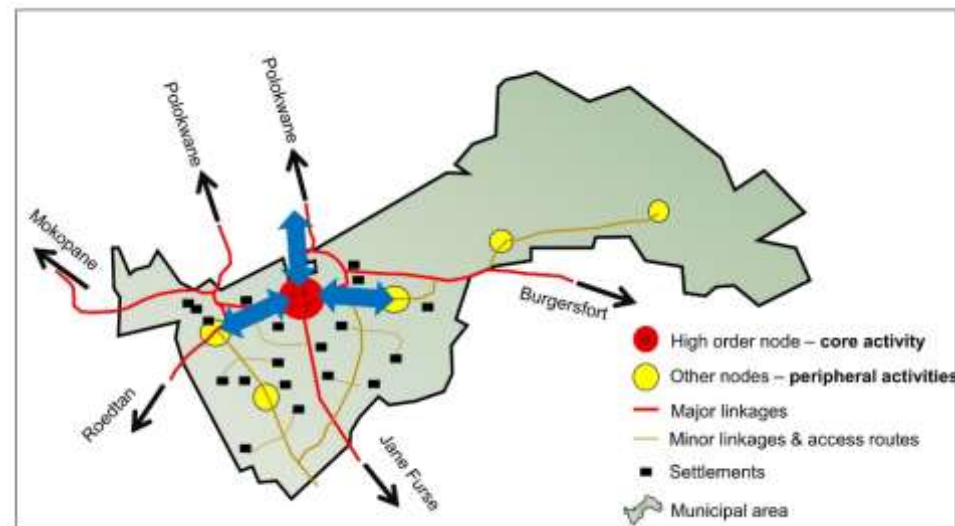 Polokwane
Polokwane
Mokopane
Burgersfort
Roedtan
Jane Furse
High order node – core activity
Other nodes – peripheral activities
Major linkages
Minor linkages & access routes
Settlements
Municipal area